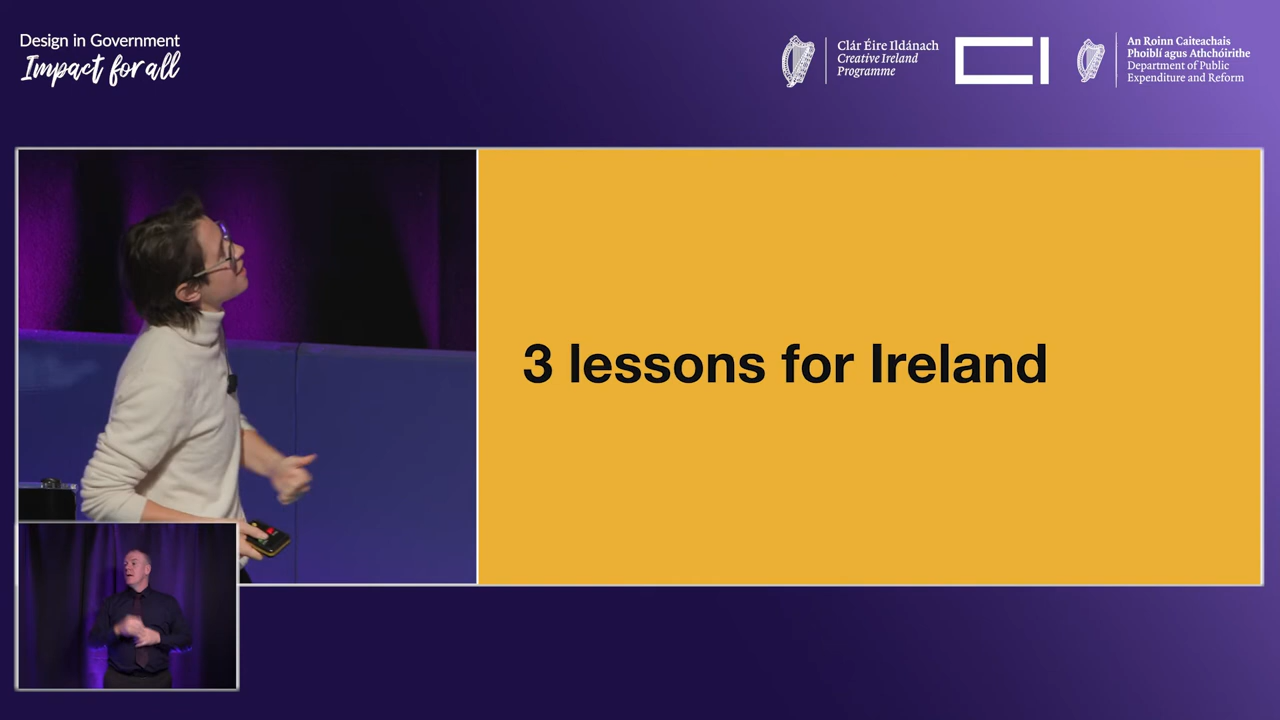 Design in Government
Impact for all
Clár Éire Ildánach
Creative Ireland
Programme
CI
An Roinn Caiteachais
Phoiblí agus Athchóirithe
Department of Public
Expenditure and Reform
3 lessons for Ireland